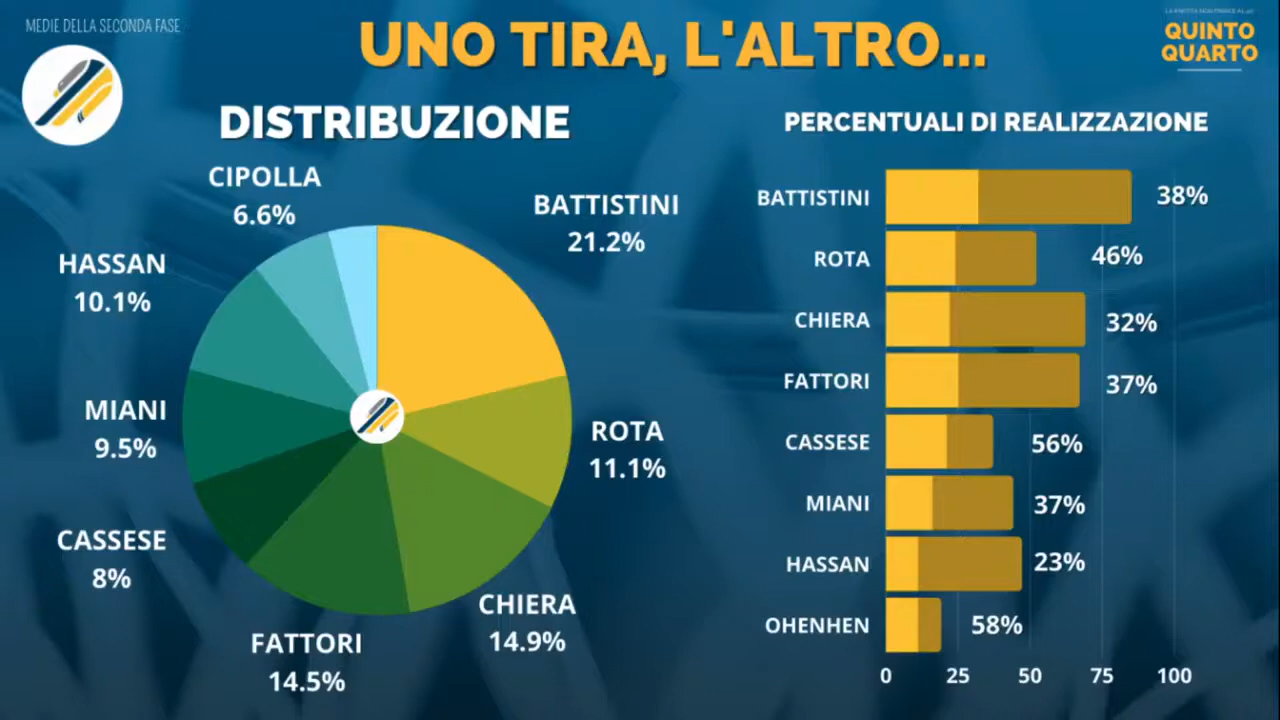 MEDIE DELLA SECONDA FASE
UNO TIRA, L'ALTRO...
QUINTO
QUARTO
DISTRIBUZIONE
CIPOLLA
6.6%
BATTISTINI
21.2%
HASSAN
10.1%
MIANI
9.5%
ROTA
11.1%
CASSESE
8%
CHIERA
14.9%
FATTORI
14.5%
PERCENTUALI DI REALIZZAZIONE
BATTISTINI 38%
ROTA 46%
CHIERA 32%
FATTORI 37%
CASSESE 56%
MIANI 37%
HASSAN 23%
OHENHEN 58%
0 25 50 75 100